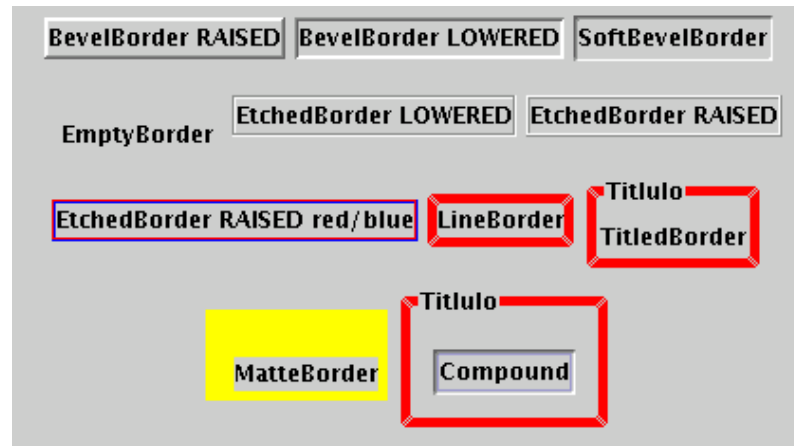 BevelBorder RAISED BevelBorder LOWERED SoftBevelBorder
EmptyBorder EtchedBorder LOWERED EtchedBorder RAISED
EtchedBorder RAISED red/blue LineBorder Titlulo
TitledBorder
Titlulo
MatteBorder Compound